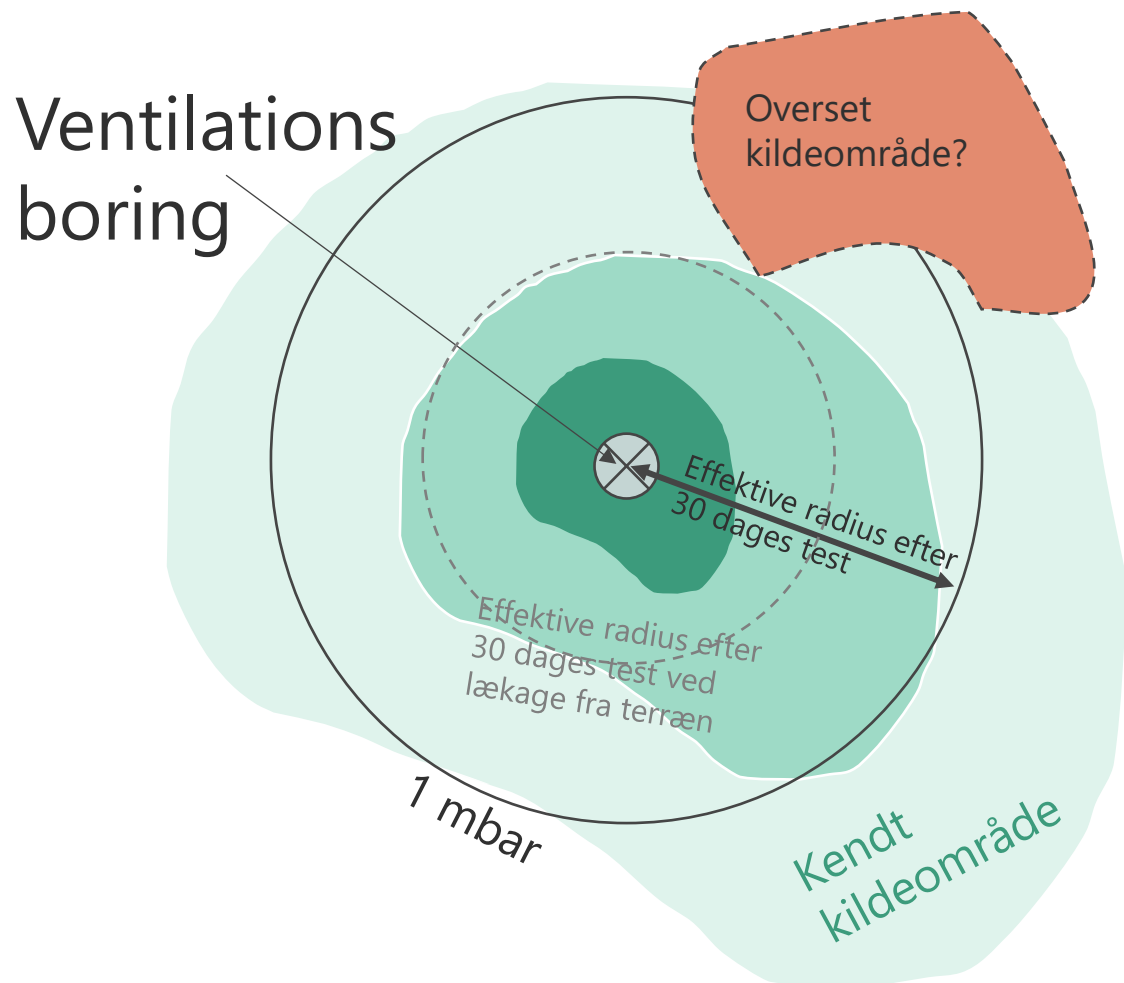 Ventilations
boring
Overset
kildeområde?
Effektive radius efter
30 dages test
Effektive radius efter
30 dages test ved
lækage fra terræn
1 mbar
Kendt
kildeområde